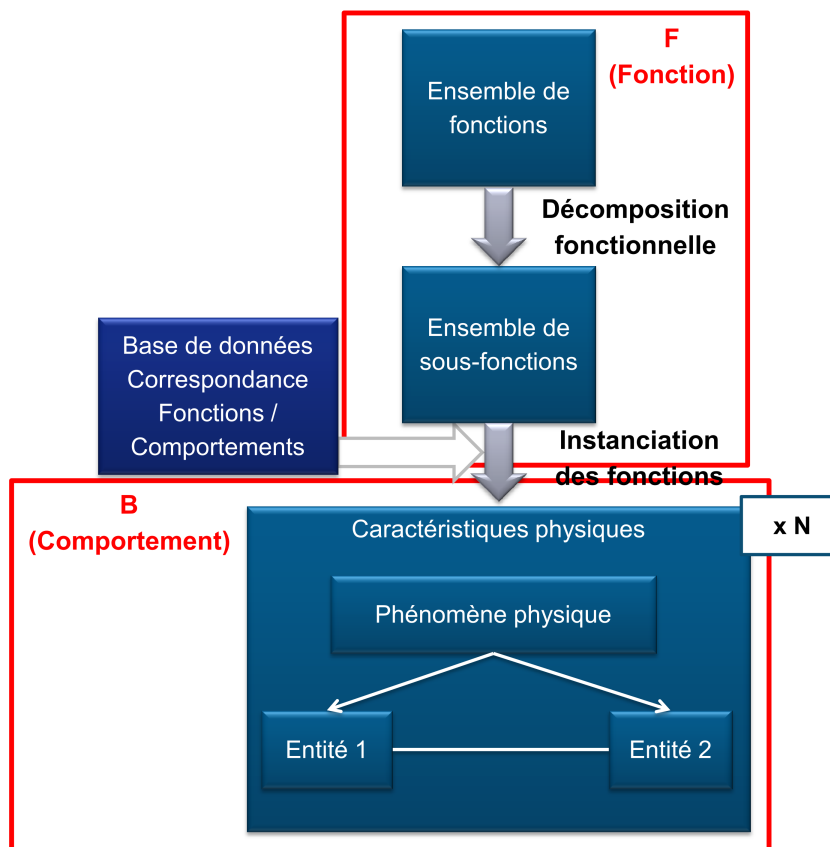 F
(Fonction)
Ensemble de
fonctions
Décomposition
fonctionnelle
Ensemble de
sous-fonctions
Base de données
Correspondance
Fonctions /
Comportements
Instanciation
des fonctions
B
(Comportement)
x N
Caractéristiques physiques
Phénomène physique
Entité 1
Entité 2